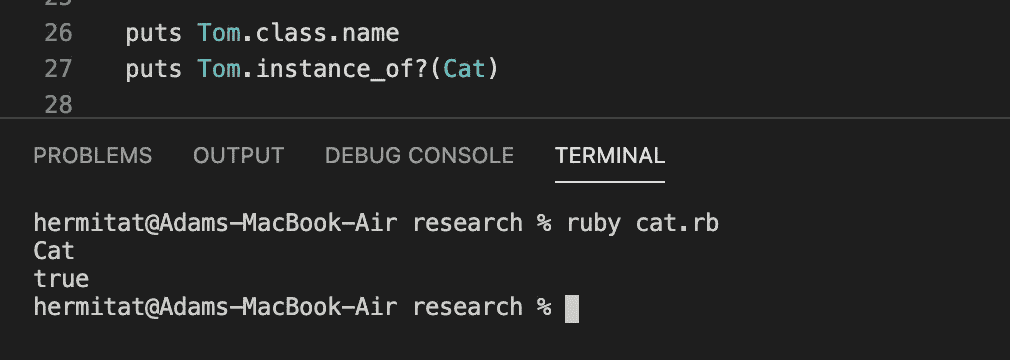 25
26 puts Tom.class.name
27 puts Tom.instance_of?(Cat)
28
PROBLEMS OUTPUT DEBUG CONSOLE TERMINAL
hermitat@Adams-MacBook-Air research % ruby cat.rb
Cat
true
hermitat@Adams-MacBook-Air research %